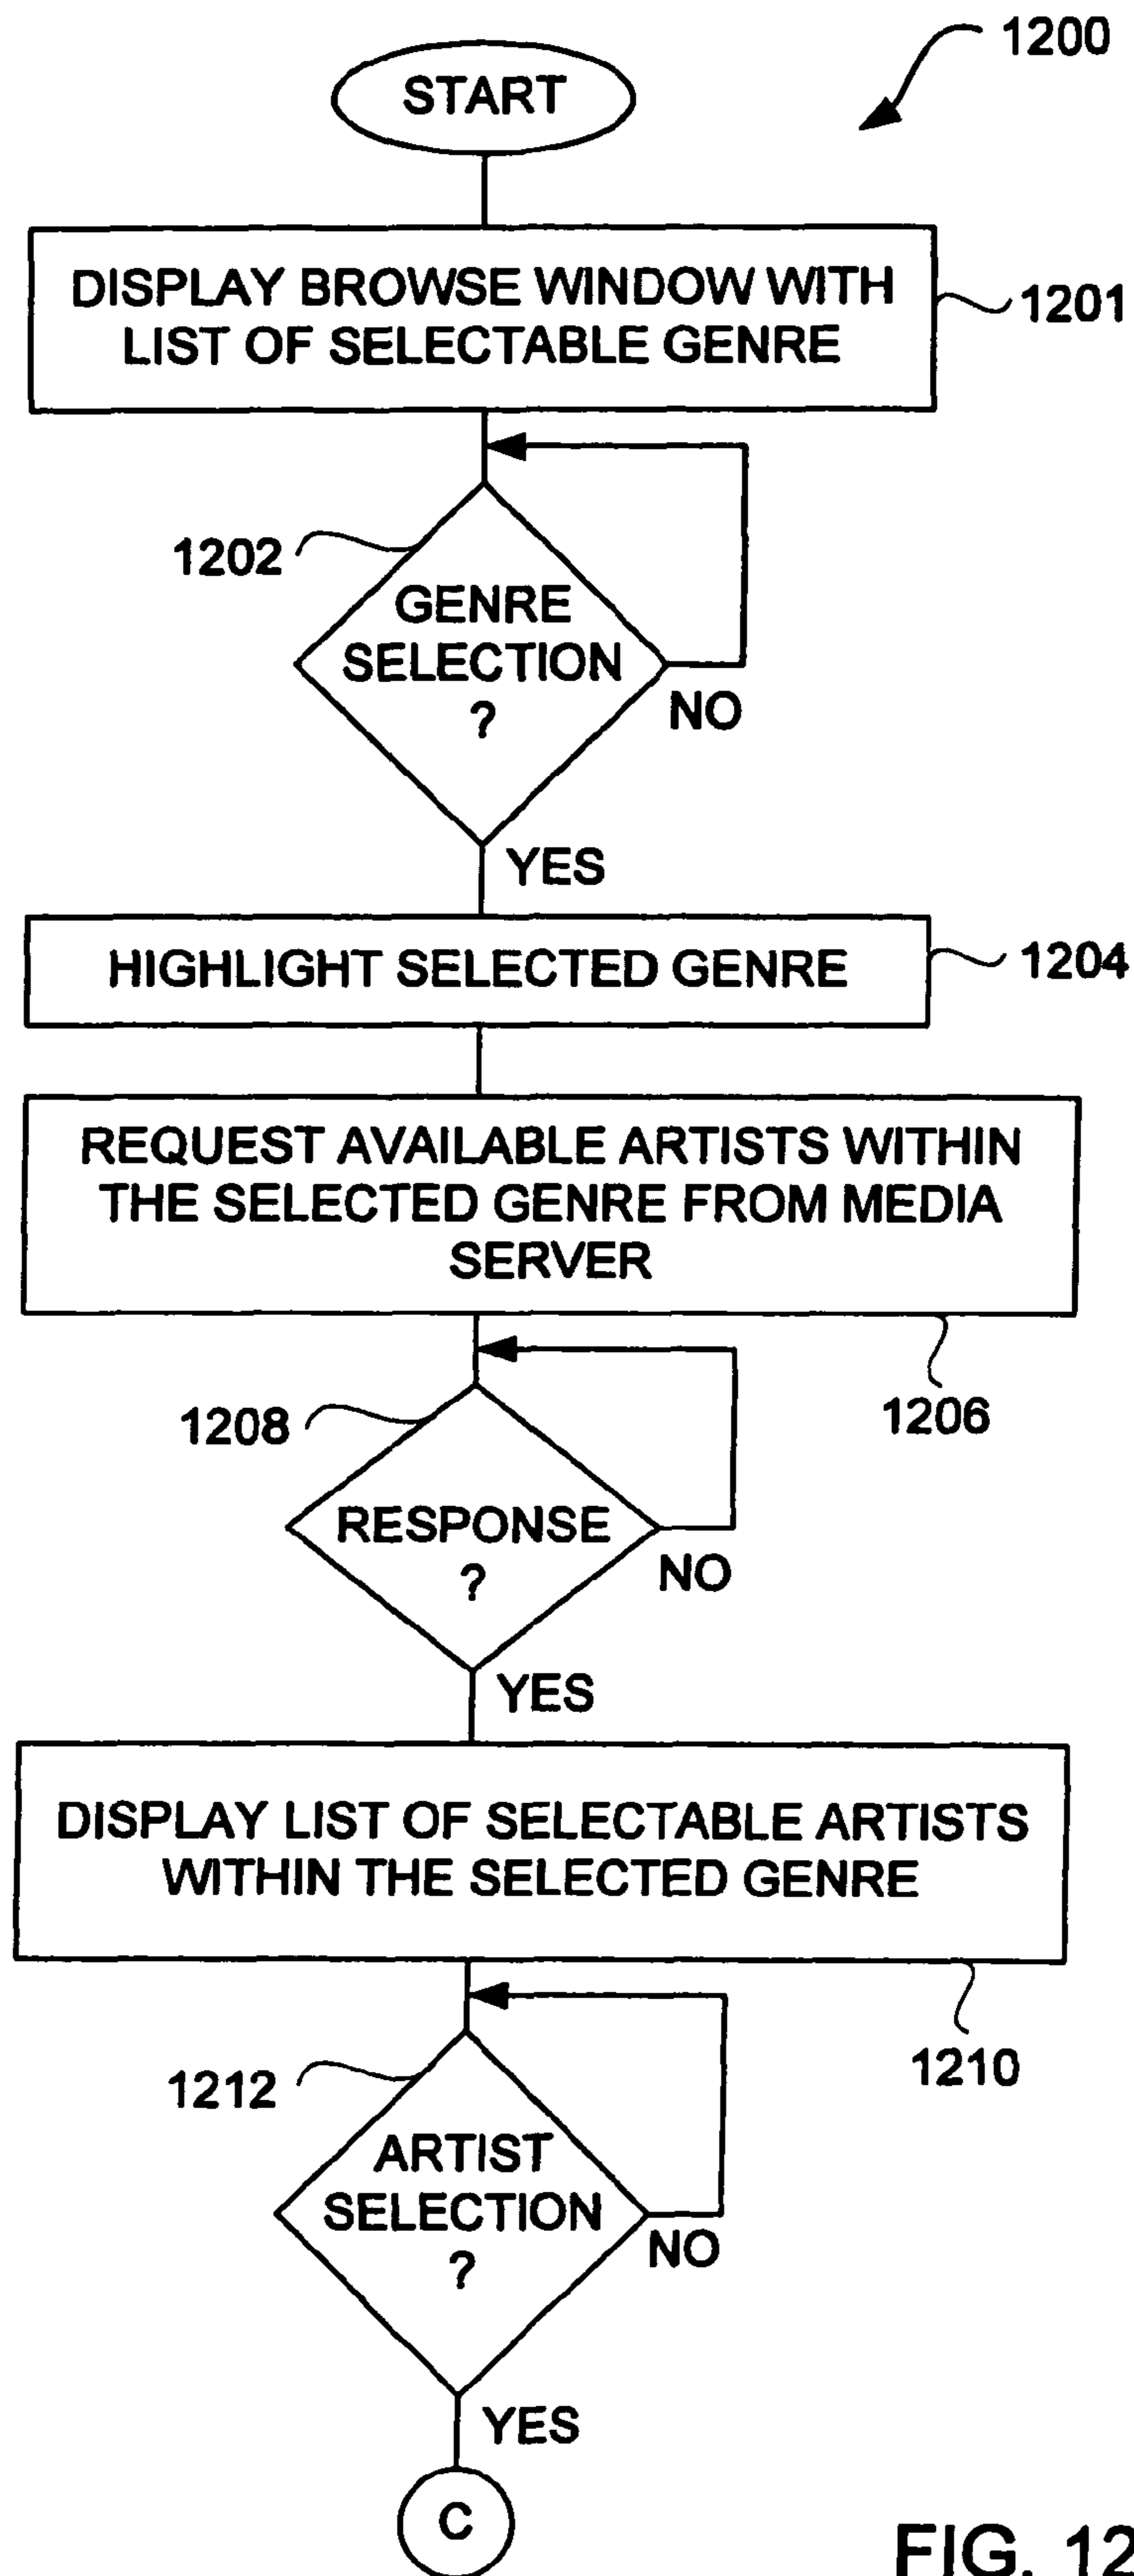 1200
START
DISPLAY BROWSE WINDOW WITH
LIST OF SELECTABLE GENRE
1201
1202
GENRE
SELECTION
?
NO
YES
HIGHLIGHT SELECTED GENRE
1204
REQUEST AVAILABLE ARTISTS WITHIN
THE SELECTED GENRE FROM MEDIA
SERVER
1206
1208
RESPONSE
?
NO
YES
DISPLAY LIST OF SELECTABLE ARTISTS
WITHIN THE SELECTED GENRE
1210
1212
ARTIST
SELECTION
?
NO
YES
C